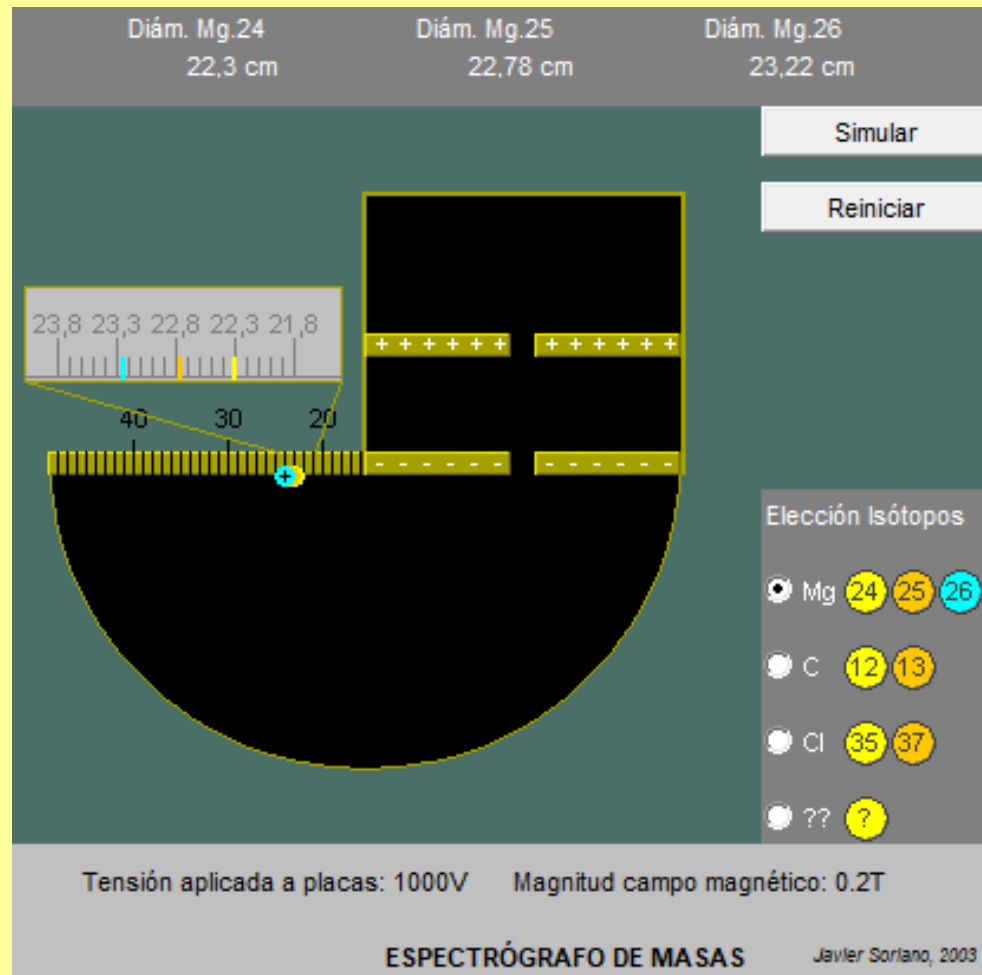 Diám. Mg.24 Diám. Mg.25 Diám. Mg.26
22,3 cm 22,78 cm 23,22 cm
Simular
Reiniciar
23,8 23,3 22,8 22,3 21,8
+ + + + + + + + + + + +
40 30 20
- - - - - - - - - - - -
+
Elección Isótopos
Mg 24 25 26
C 12 13
Cl 35 37
?? ?
Tensión aplicada a placas: 1000V Magnitud campo magnético: 0.2T
ESPECTRÓGRAFO DE MASAS Javier Soriano, 2003